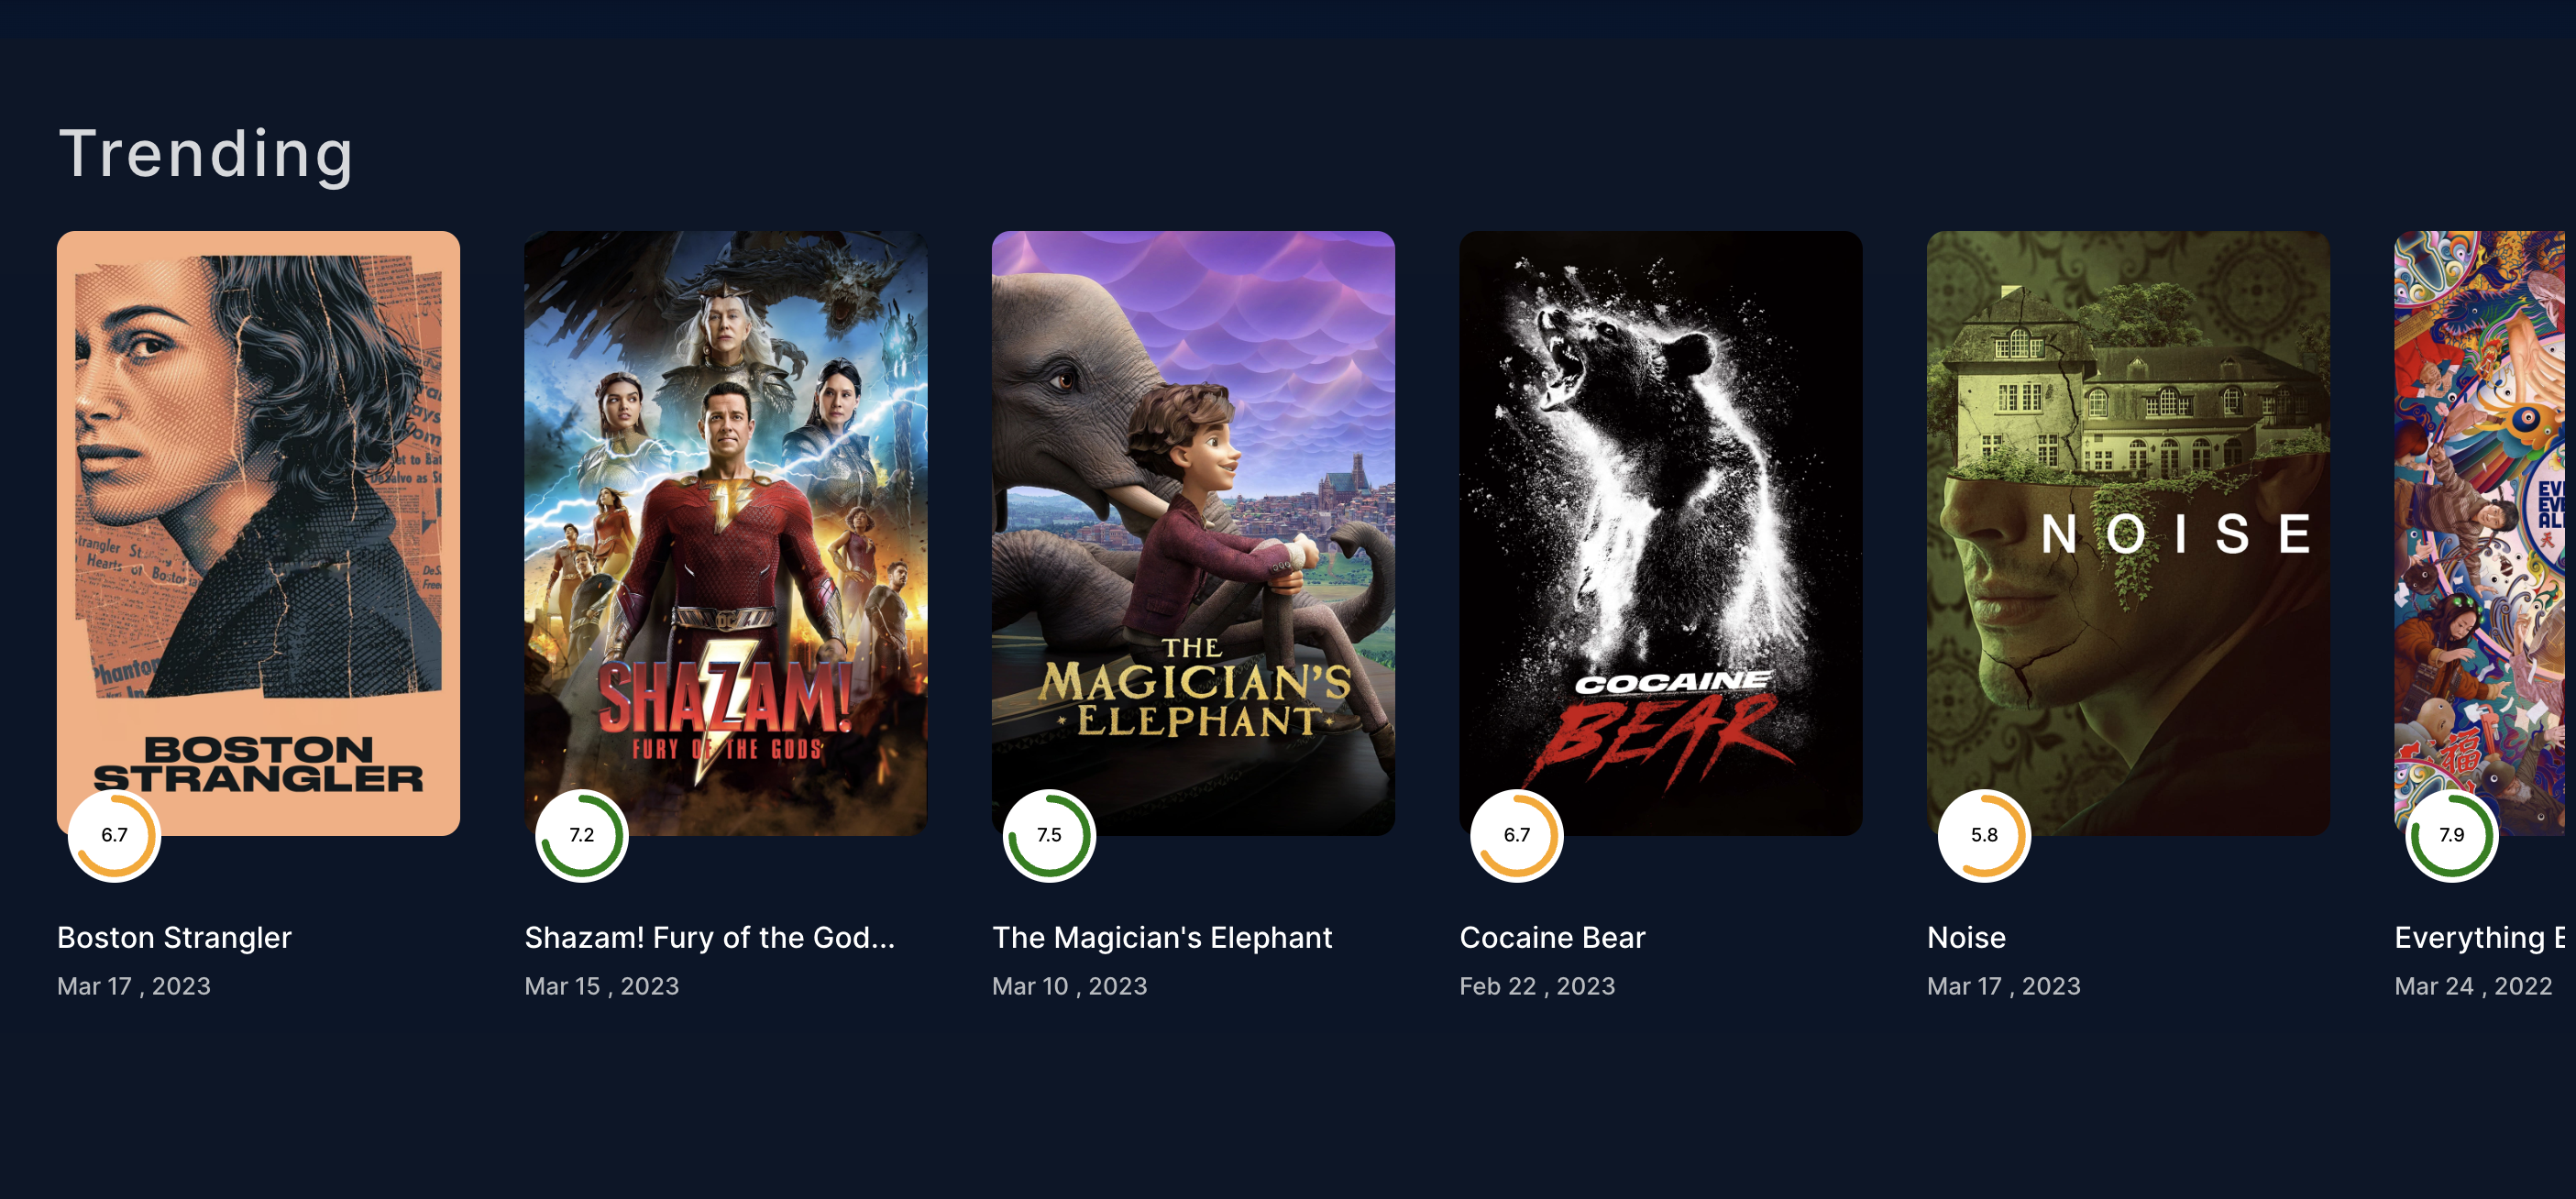 Trending
BOSTON
STRANGLER
SHAZAM!
FURY OF THE GODS
THE
MAGICIAN'S
ELEPHANT
COCAINE
BEAR
NOISE
福
6.7
7.2
7.5
6.7
5.8
7.9
Boston Strangler
Shazam! Fury of the God...
The Magician's Elephant
Cocaine Bear
Noise
Everything
Mar 17 , 2023
Mar 15 , 2023
Mar 10 , 2023
Feb 22 , 2023
Mar 17 , 2023
Mar 24 , 2022